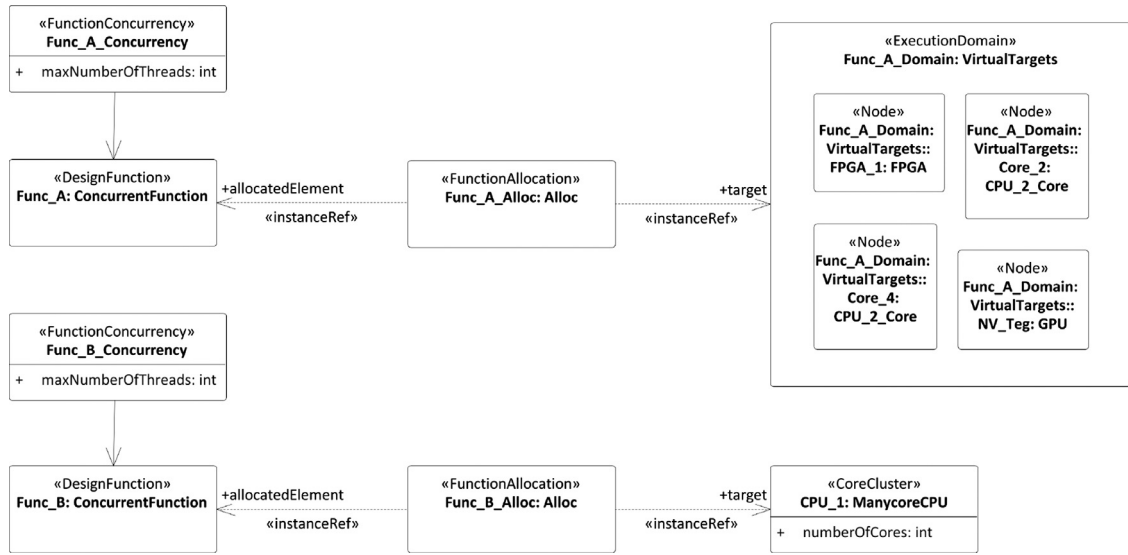 «FunctionConcurrency»
Func_A_Concurrency
+ maxNumberOfThreads: int
«DesignFunction»
Func_A: ConcurrentFunction
+allocatedElement
«instanceRef»
«FunctionAllocation»
Func_A_Alloc: Alloc
+target
«instanceRef»
«ExecutionDomain»
Func_A_Domain: VirtualTargets
«Node»
Func_A_Domain:
VirtualTargets::
FPGA_1: FPGA
«Node»
Func_A_Domain:
VirtualTargets::
Core_2:
CPU_2_Core
«Node»
Func_A_Domain:
VirtualTargets::
Core_4:
CPU_2_Core
«Node»
Func_A_Domain:
VirtualTargets::
NV_Teg: GPU
«FunctionConcurrency»
Func_B_Concurrency
+ maxNumberOfThreads: int
«DesignFunction»
Func_B: ConcurrentFunction
+allocatedElement
«instanceRef»
«FunctionAllocation»
Func_B_Alloc: Alloc
+target
«instanceRef»
«CoreCluster»
CPU_1: ManycoreCPU
+ numberOfCores: int